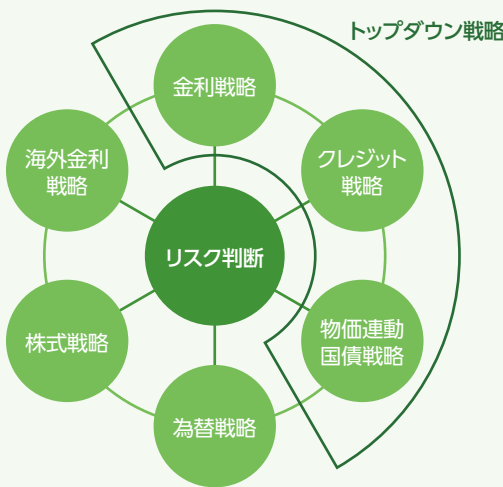 トップダウン戦略
金利戦略
海外金利
戦略
クレジット
戦略
リスク判断
株式戦略
物価連動
国債戦略
為替戦略